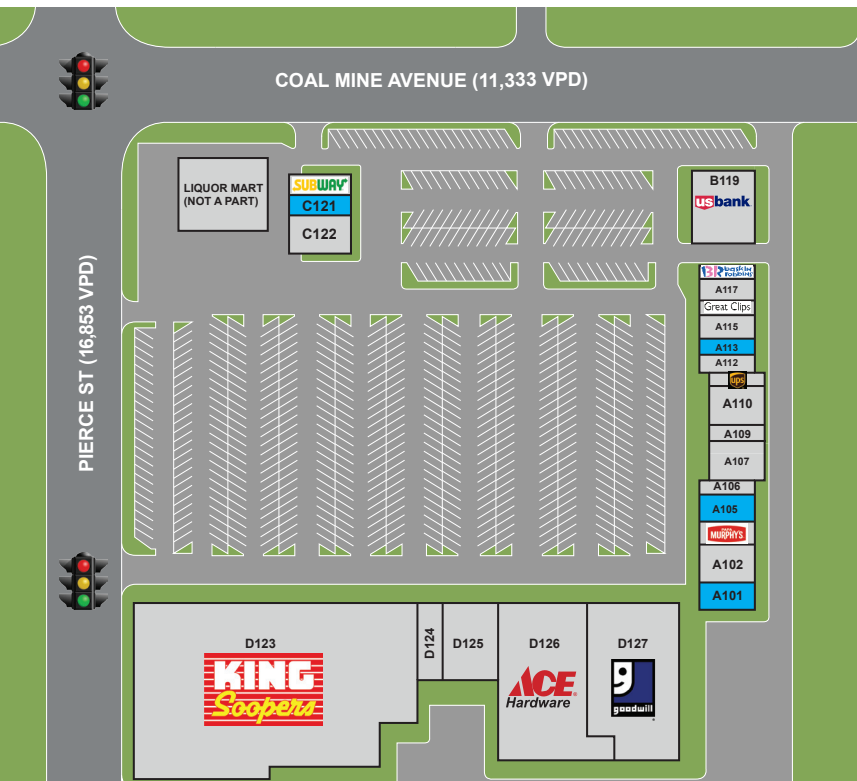 COAL MINE AVENUE (11,333 VPD)
PIERCE ST (16,853 VPD)
LIQUOR MART
(NOT A PART)
SUBWAY
C121
C122
B119
usbank
BR baskin
robbins
A117
Great Clips
A115
A113
A112
ups
A110
A109
A107
A106
A105
PAPA
MURPHY'S
A102
A101
D123
KING
Soopers
D124
D125
D126
ACE
Hardware
D127
g
goodwill